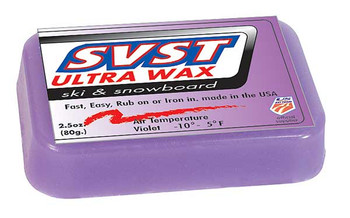 SVST
ULTRA WAX
ski & snowboard
Fast, Easy, Rub on or Iron in. made in the USA
2.5oz
(80g.)
Air Temperature
Violet -10°- 5°F